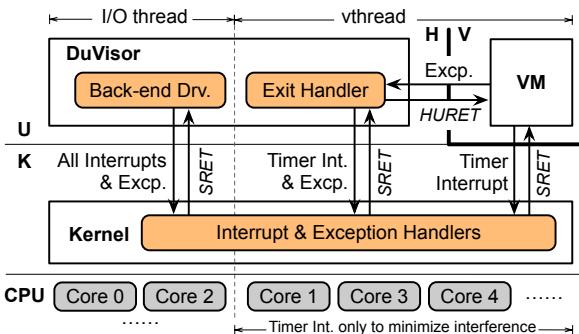 I/O thread
vthread
DuVisor
H V
VM
Back-end Drv.
Exit Handler
Excp.
HURET
U
K
All Interrupts
& Excp.
SRET
Timer Int.
& Excp.
SRET
Timer
Interrupt
SRET
Kernel
Interrupt & Exception Handlers
CPU
Core 0
Core 2
Core 1
Core 3
Core 4
......
......
Timer Int. only to minimize interference